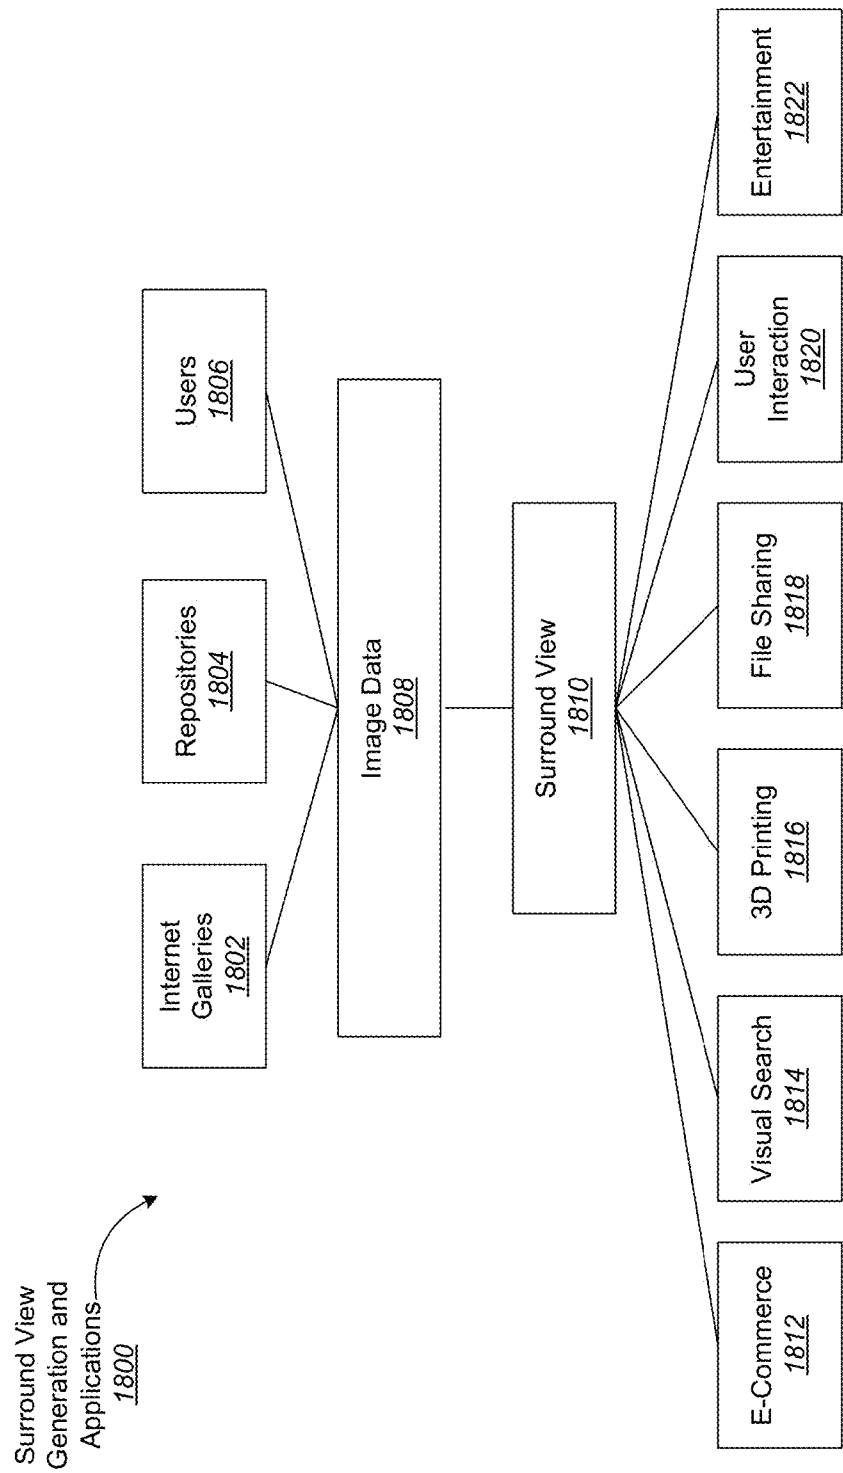 Surround View
Generation and
Applications
1800
Internet
Galleries
1802
Repositories
1804
Users
1806
Image Data
1808
Surround View
1810
E-Commerce
1812
Visual Search
1814
3D Printing
1816
File Sharing
1818
User
Interaction
1820
Entertainment
1822